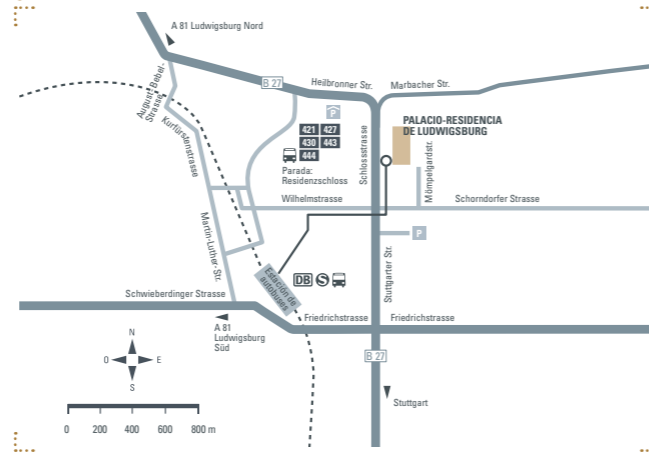 A 81 Ludwigsburg Nord
B 27
Heilbronner Str.
Marbacher Str.
August-Bebel-
Strasse
Kurfürstenstrasse
P
421 427
430 443
444
Parada:
Residenzschloss
Schlossstrasse
PALACIO-RESIDENCIA
DE LUDWIGSBURG
Mömpelgardstr.
Wilhelmstrasse
Schorndorfer Strasse
Martin-Luther-Str.
P
Stuttgarter Str.
Estación de
autobuses
DB S
Schwieberdinger Strasse
Friedrichstrasse
Friedrichstrasse
A 81
Ludwigsburg
Süd
B 27
N
O E
S
Stuttgart
0 200 400 600 800 m